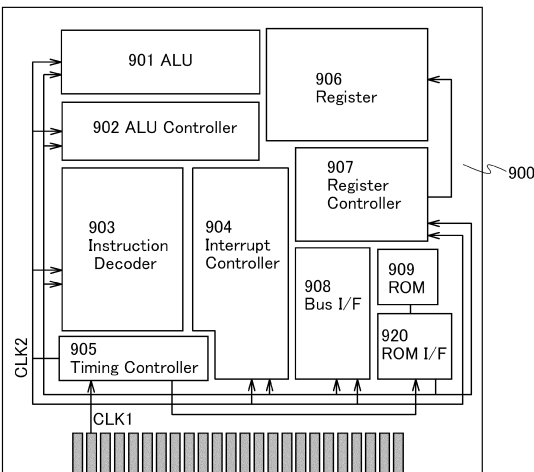 901 ALU
906
Register
902 ALU Controller
907
Register
Controller
900
903
Instruction
Decoder
904
Interrupt
Controller
908
Bus I/F
909
ROM
920
ROM I/F
905
Timing Controller
CLK2
CLK1